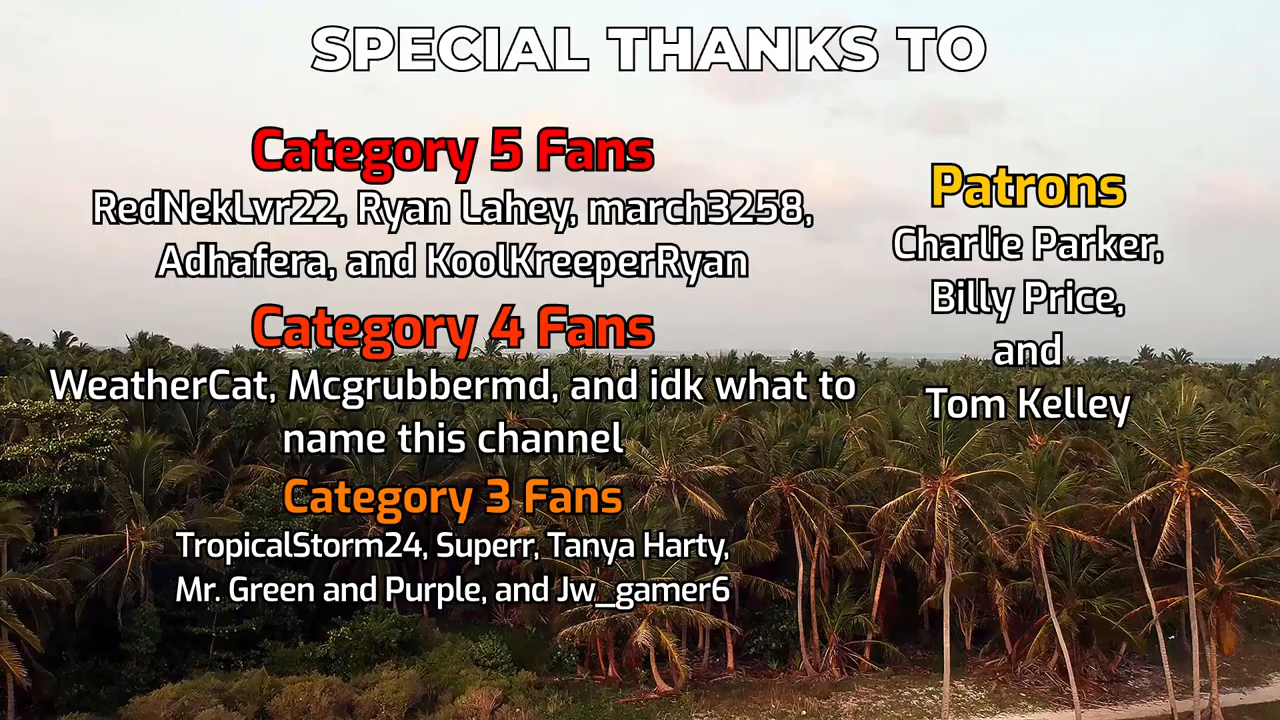 SPECIAL THANKS TO
Category 5 Fans
RedNekLvr22, Ryan Lahey, march3258,
Adhafera, and KoolKreeperRyan
Category 4 Fans
WeatherCat, Mcgrubbermd, and idk what to
name this channel
Category 3 Fans
TropicalStorm24, Superr, Tanya Harty,
Mr. Green and Purple, and Jw_gamer6
Patrons
Charlie Parker,
Billy Price,
and
Tom Kelley